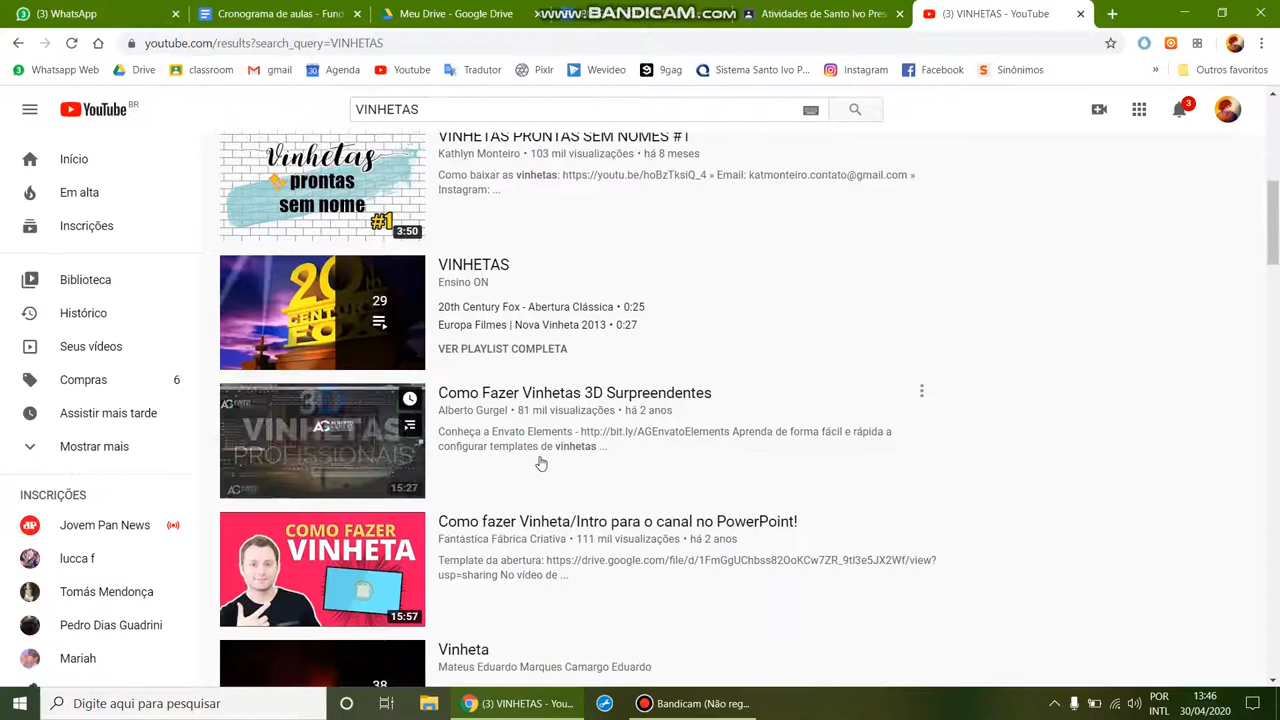 Cronograma - 1ª
Meu Drive - Google Drive
WWW.BANDICAM.COM
Atividades de Santo Ivo Pres
(3) VINHETAS - YouTube
youtube.com/results?search_query=VINHETAS
Whatsapp Web
Drive
classroom
gmail
Agenda
Youtube
Tradutor
Pixlr
Wevideo
9gag
Sistema Santo Ivo P...
Instagram
Facebook
Sinônimos
»
Outros favoritos
YouTube BR
VINHETAS
3
Início
Em alta
Inscrições
Biblioteca
Histórico
Seus vídeos
Compras 6
Assistir mais tarde
Mostrar mais
INSCRIÇÕES
Jovem Pan News
lucca f
Tomás Mendonça
Pedro Dias Guadrini
Mariah
Vinhetas
prontas
sem nome
#1
3:50
VINHETAS PRONTAS SEM NOMES #1
Kathlyn Monteiro • 103 mil visualizações • há 8 meses
Como baixar as vinhetas: https://youtu.be/hoBzTksiQ_4 » Email: katmonteiro.contato@gmail.com »
Instagram: ...
20th
CENTURY
FOX
29
VINHETAS
Ensino ON
20th Century Fox - Abertura Clássica • 0:25
Europa Filmes | Nova Vinheta 2013 • 0:27
VER PLAYLIST COMPLETA
VINHETAS
PROFISSIONAIS
15:27
Como Fazer Vinhetas 3D Surpreendentes
Alberto Gurgel • 81 mil visualizações • há 2 anos
Conheça o Envato Elements - http://bit.ly/AGEnvatoElements Aprenda de forma fácil e rápida a
configurar templates de vinhetas ...
COMO FAZER
VINHETA
15:57
Como fazer Vinheta/Intro para o canal no PowerPoint!
Fantástica Fábrica Criativa • 111 mil visualizações • há 2 anos
Template da abertura: https://drive.google.com/file/d/1FmGgUChbss82OoKCw7ZR_9tI3e5JX2Wf/view?
usp=sharing No vídeo de ...
38
Vinheta
Mateus Eduardo Marques Camargo Eduardo
Digite aqui para pesquisar
(3) VINHETAS - You...
Bandicam (Não reg...
POR
INTL
13:46
30/04/2020